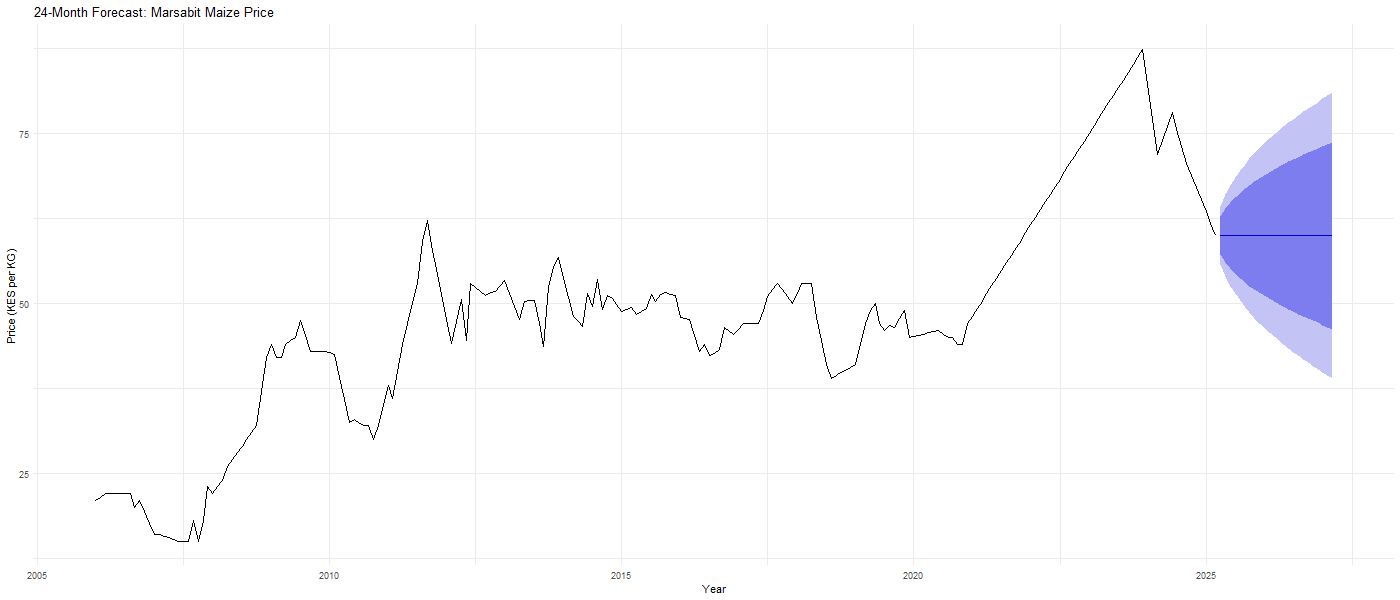 24-Month Forecast: Marsabit Maize Price
Price (KES per KG)
75
50
25
2005 2010 2015 2020 2025
Year